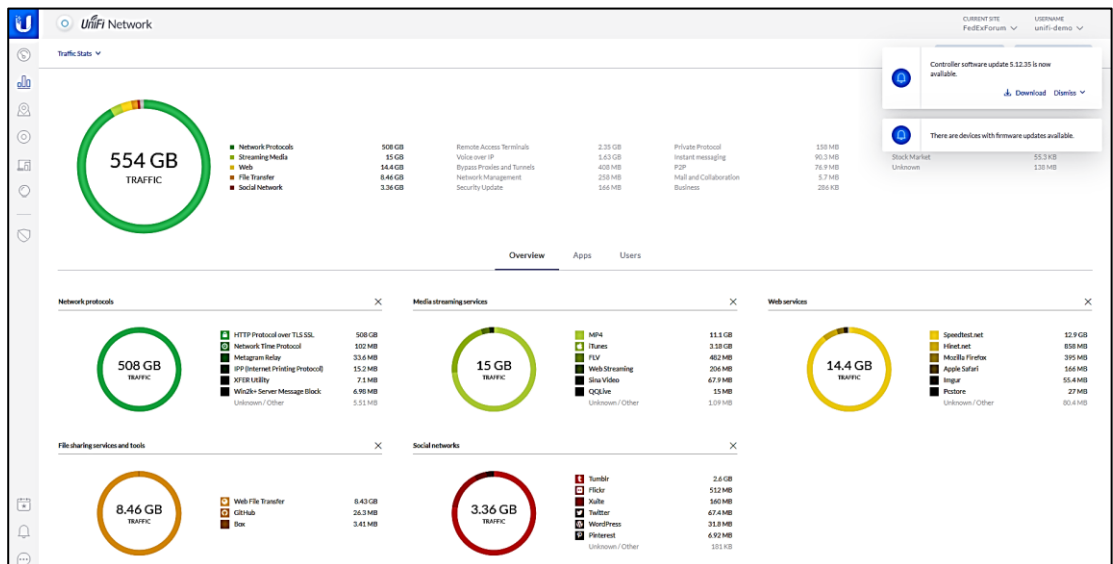 UniFi Network
CURRENT SITE
FedExForum
USERNAME
unifi-demo
Traffic Stats
Controller software update 5.12.35 is now
available.
Download Dismiss
There are devices with firmware updates available.
554 GB
TRAFFIC
Network Protocols 508 GB
Streaming Media 15 GB
Web 14.4 GB
File Transfer 8.46 GB
Social Network 3.36 GB
Remote Access Terminals 2.35 GB
Voice over IP 1.63 GB
Bypass Proxies and Tunnels 408 MB
Network Management 258 MB
Security Update 166 MB
Private Protocol 158 MB
Instant messaging 90.3 MB
P2P 76.9 MB
Mail and Collaboration 5.7 MB
Business 286 KB
Stock Market 55.3 KB
Unknown 138 MB
Overview Apps Users
Network protocols
508 GB
TRAFFIC
HTTP Protocol over TLS SSL 508 GB
Network Time Protocol 102 MB
Metagram Relay 33.6 MB
IPP (Internet Printing Protocol) 15.2 MB
XFER Utility 7.1 MB
Win2k+ Server Message Block 6.98 MB
Unknown / Other 5.51 MB
Media streaming services
15 GB
TRAFFIC
MP4 11.1 GB
iTunes 3.18 GB
FLV 482 MB
Web Streaming 206 MB
Sina Video 67.9 MB
QQLive 15 MB
Unknown / Other 1.09 MB
Web services
14.4 GB
TRAFFIC
Speedtest.net 12.9 GB
Hinet.net 858 MB
Mozilla Firefox 395 MB
Apple Safari 166 MB
Imgur 55.4 MB
Pcstore 27 MB
Unknown / Other 80.4 MB
File sharing services and tools
8.46 GB
TRAFFIC
Web File Transfer 8.43 GB
GitHub 26.3 MB
Box 3.41 MB
Social networks
3.36 GB
TRAFFIC
Tumblr 2.6 GB
Flickr 512 MB
Xuite 160 MB
Twitter 67.4 MB
WordPress 31.8 MB
Pinterest 6.92 MB
Unknown / Other 181 KB